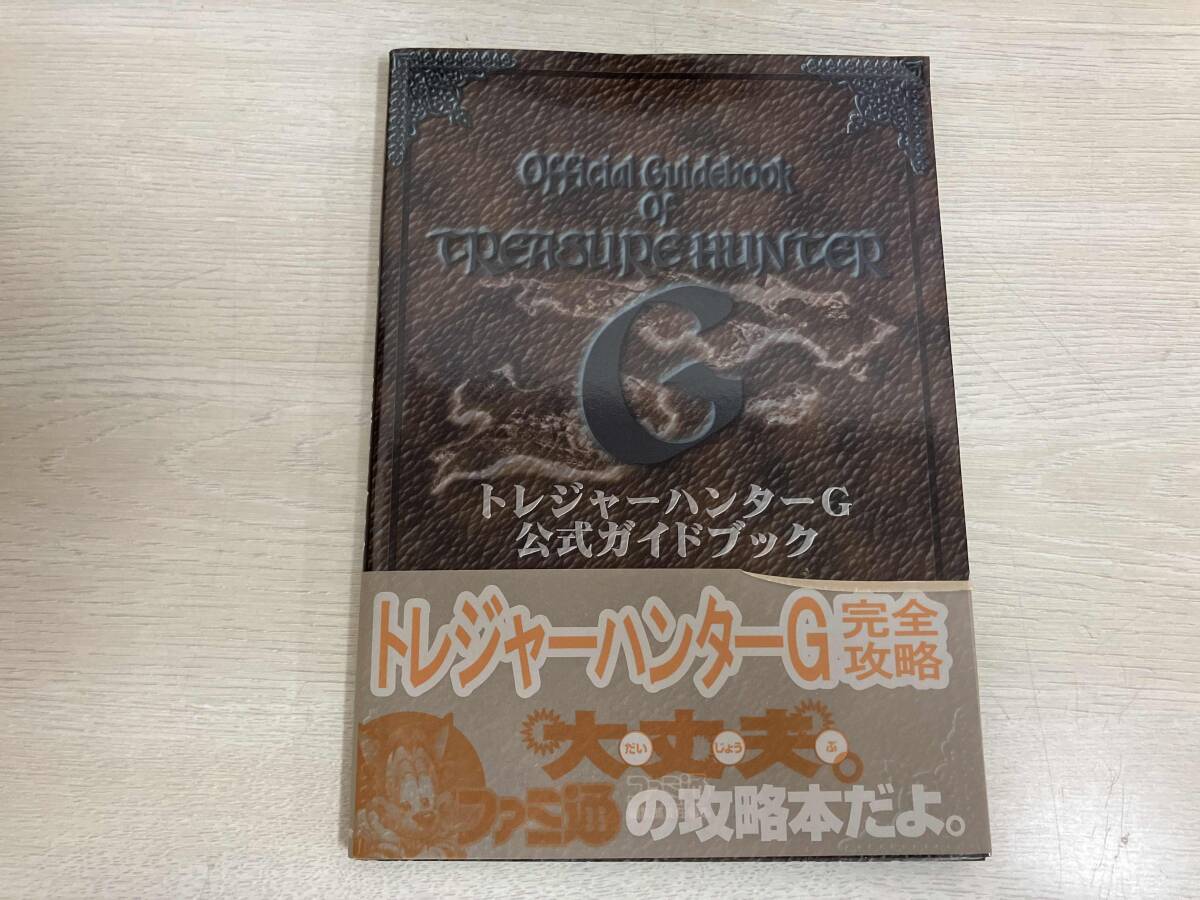 Official Guidebook
Of
TREASURE HUNTER
G
トレジャーハンターG
公式ガイドブック
トレジャーハンターG 完全
攻略
大丈夫。
だい じょう ぶ
ファミ通の攻略本だよ。